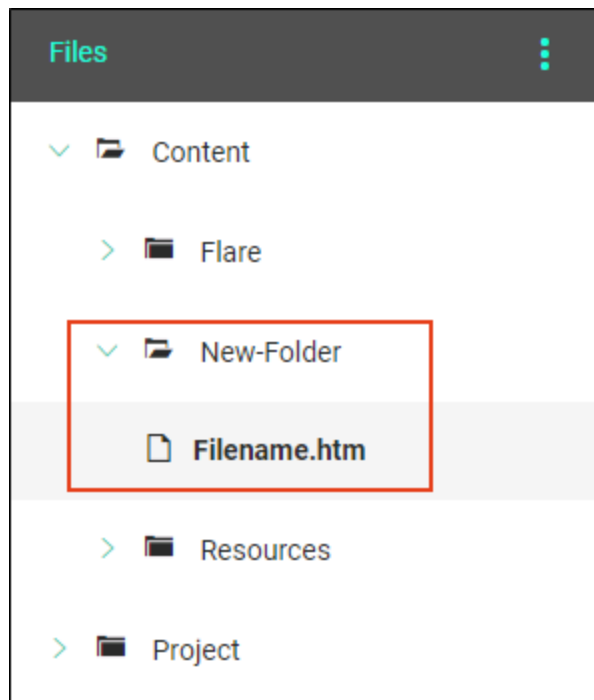 Files
Content
Flare
New-Folder
Filename.htm
Resources
Project